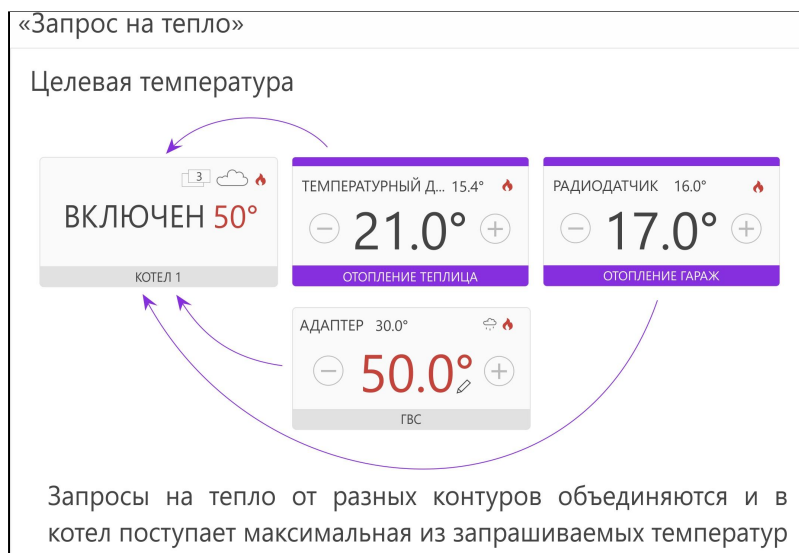 «Запрос на тепло»
Целевая температура
3
ВКЛЮЧЕН 50°
КОТЕЛ 1
ТЕМПЕРАТУРНЫЙ Д... 15.4°
21.0°
ОТОПЛЕНИЕ ТЕПЛИЦА
РАДИОДАТЧИК 16.0°
17.0°
ОТОПЛЕНИЕ ГАРАЖ
АДАПТЕР 30.0°
50.0°
ГВС
Запросы на тепло от разных контуров объединяются и в
котел поступает максимальная из запрашиваемых температур